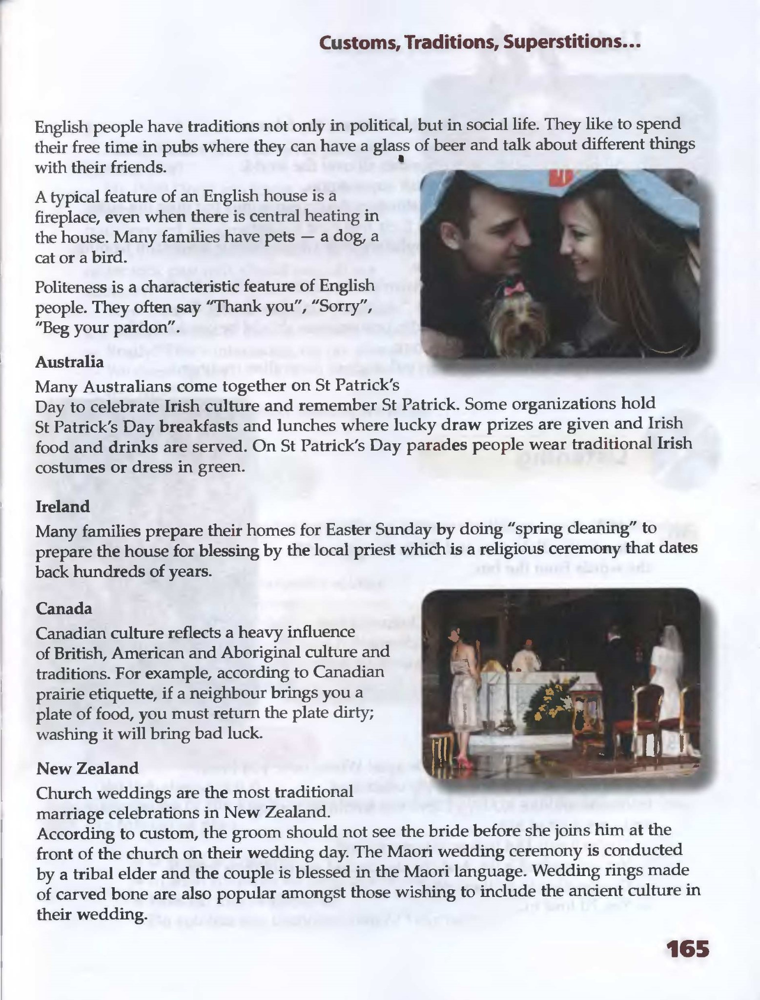 Customs, Traditions, Superstitions...
English people have traditions not only in political, but in social life. They like to spend
their free time in pubs where they can have a glass of beer and talk about different things
with their friends.
A typical feature of an English house is a
fireplace, even when there is central heating in
the house. Many families have pets — a dog, a
cat or a bird.
Politeness is a characteristic feature of English
people. They often say "Thank you", "Sorry",
"Beg your pardon".
Australia
Many Australians come together on St Patrick's
Day to celebrate Irish culture and remember St Patrick. Some organizations hold
St Patrick's Day breakfasts and lunches where lucky draw prizes are given and Irish
food and drinks are served. On St Patrick's Day parades people wear traditional Irish
costumes or dress in green.
Ireland
Many families prepare their homes for Easter Sunday by doing "spring cleaning" to
prepare the house for blessing by the local priest which is a religious ceremony that dates
back hundreds of years.
Canada
Canadian culture reflects a heavy influence
of British, American and Aboriginal culture and
traditions. For example, according to Canadian
prairie etiquette, if a neighbour brings you a
plate of food, you must return the plate dirty;
washing it will bring bad luck.
New Zealand
Church weddings are the most traditional
marriage celebrations in New Zealand.
According to custom, the groom should not see the bride before she joins him at the
front of the church on their wedding day. The Maori wedding ceremony is conducted
by a tribal elder and the couple is blessed in the Maori language. Wedding rings made
of carved bone are also popular amongst those wishing to include the ancient culture in
their wedding.
165